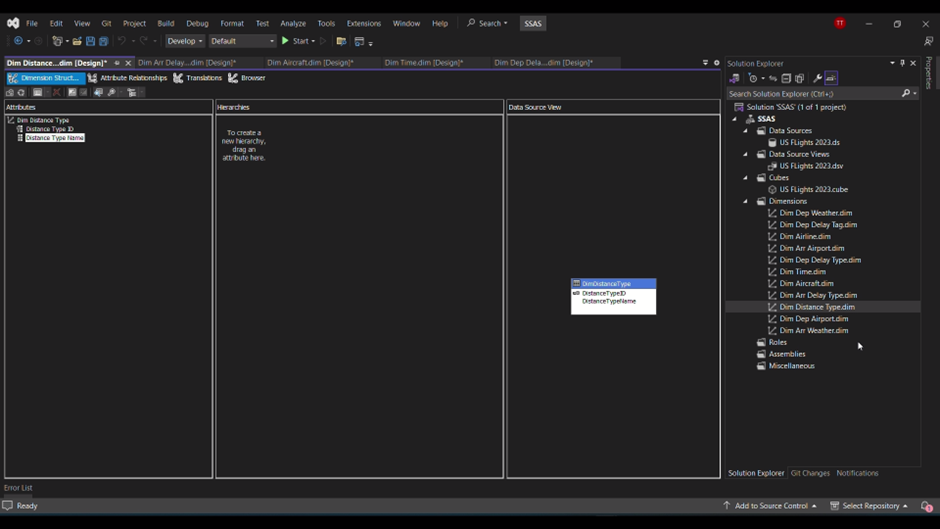 File Edit View Git Project Build Debug Format Test Analyze Tools Extensions Window Help Search SSAS TT
Develop Default Start
Dim Distance...dim [Design]* Dim Arr Delay....dim [Design]* Dim Aircraft.dim [Design]* Dim Time.dim [Design]* Dim Dep Dela....dim [Design]*
Dimension Struct... Attribute Relationships Translations Browser
Attributes
Dim Distance Type
Distance Type ID
Distance Type Name
Hierarchies
To create a
new hierarchy,
drag an
attribute here.
Data Source View
DimDistanceType
DistanceTypeID
DistanceTypeName
Solution Explorer
Search Solution Explorer (Ctrl+;)
Solution 'SSAS' (1 of 1 project)
SSAS
Data Sources
US FLights 2023.ds
Data Source Views
US FLights 2023.dsv
Cubes
US FLights 2023.cube
Dimensions
Dim Dep Weather.dim
Dim Dep Delay Tag.dim
Dim Airline.dim
Dim Arr Airport.dim
Dim Dep Delay Type.dim
Dim Time.dim
Dim Aircraft.dim
Dim Arr Delay Type.dim
Dim Distance Type.dim
Dim Dep Airport.dim
Dim Arr Weather.dim
Roles
Assemblies
Miscellaneous
Solution Explorer Git Changes Notifications
Properties
Error List
Ready Add to Source Control Select Repository 1